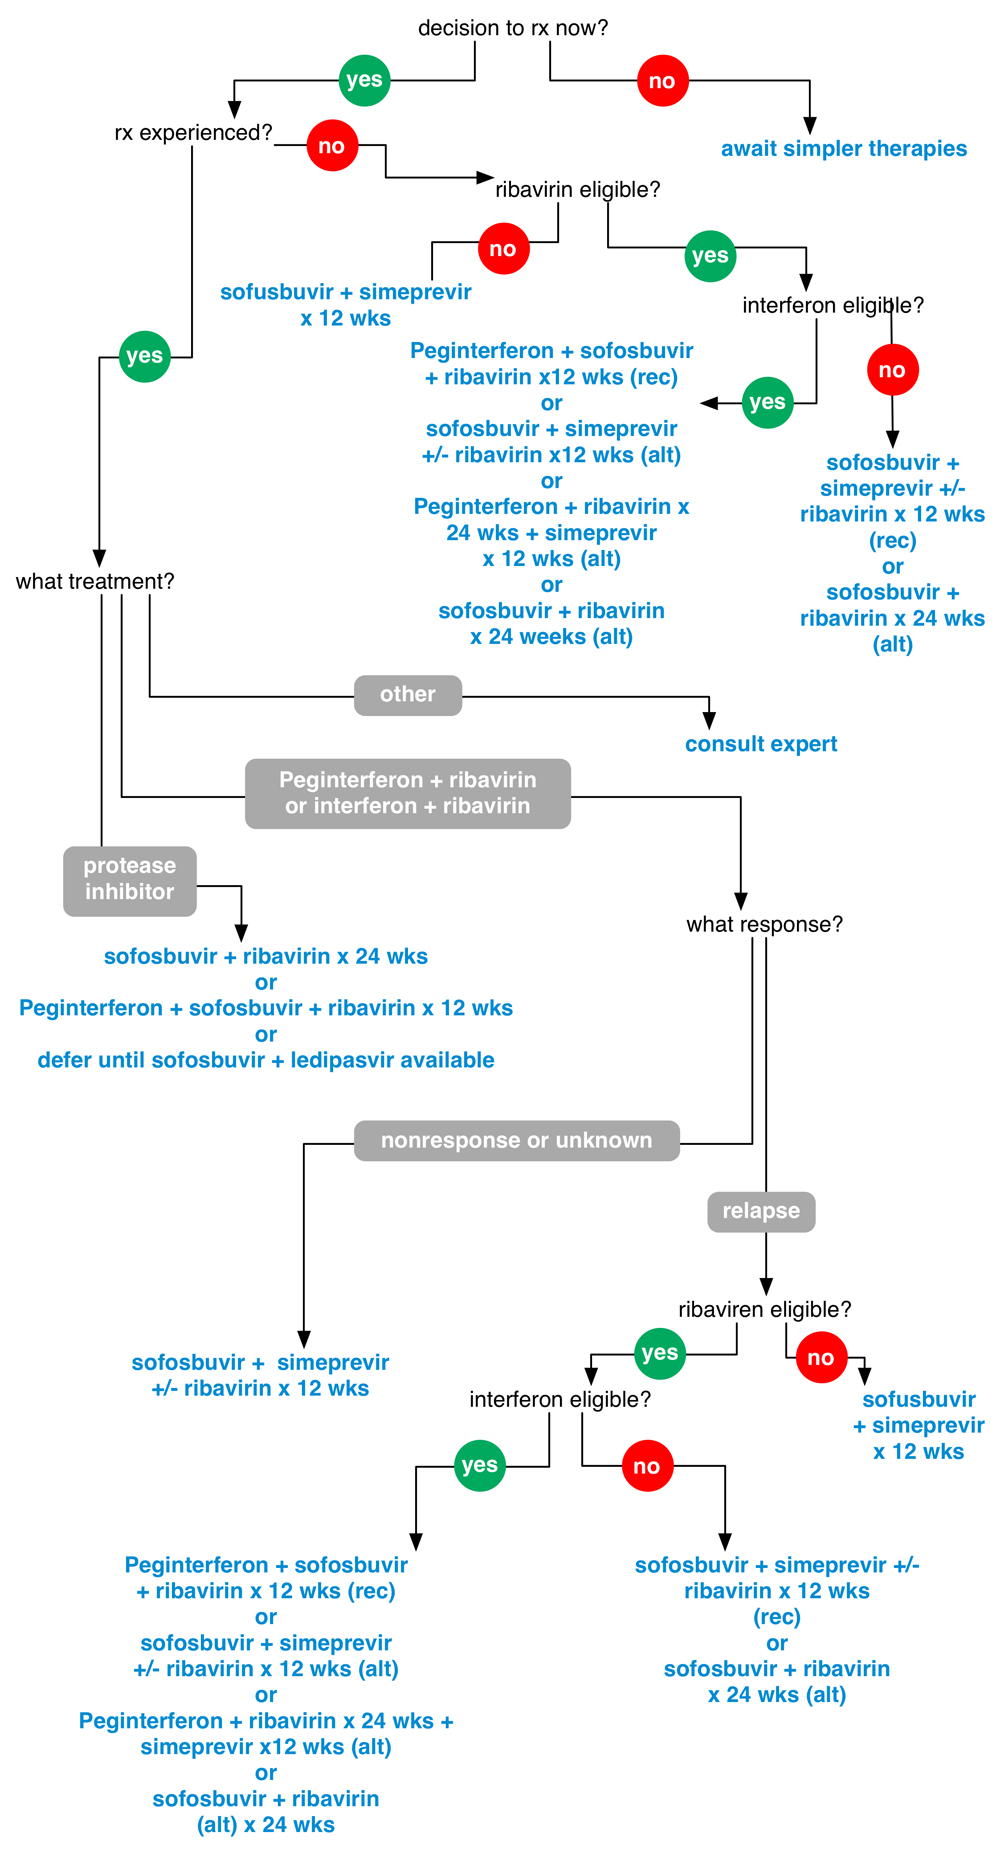 decision to rx now?
yes
no
rx experienced?
no
await simpler therapies
ribavirin eligible?
no
yes
sofusbuvir + simeprevir
x 12 wks
interferon eligible?
yes
no
yes
Peginterferon + sofosbuvir
+ ribavirin x12 wks (rec)
or
sofosbuvir + simeprevir
+/- ribavirin x12 wks (alt)
or
Peginterferon + ribavirin x
24 wks + simeprevir
x 12 wks (alt)
or
sofosbuvir + ribavirin
x 24 weeks (alt)
sofosbuvir +
simeprevir +/-
ribavirin x 12 wks
(rec)
or
sofosbuvir +
ribavirin x 24 wks
(alt)
what treatment?
other
consult expert
Peginterferon + ribavirin
or interferon + ribavirin
protease
inhibitor
what response?
sofosbuvir + ribavirin x 24 wks
or
Peginterferon + sofosbuvir + ribavirin x 12 wks
or
defer until sofosbuvir + ledipasvir available
nonresponse or unknown
relapse
ribaviren eligible?
yes
no
sofosbuvir + simeprevir
+/- ribavirin x 12 wks
interferon eligible?
sofusbuvir
+ simeprevir
x 12 wks
yes
no
Peginterferon + sofosbuvir
+ ribavirin x 12 wks (rec)
or
sofosbuvir + simeprevir
+/- ribavirin x 12 wks (alt)
or
Peginterferon + ribavirin x 24 wks +
simeprevir x12 wks (alt)
or
sofosbuvir + ribavirin
(alt) x 24 wks
sofosbuvir + simeprevir +/-
ribavirin x 12 wks
(rec)
or
sofosbuvir + ribavirin
x 24 wks (alt)